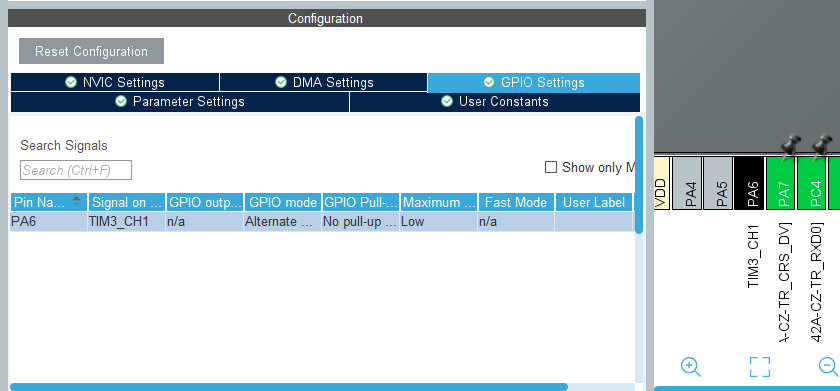 Configuration
Reset Configuration
NVIC Settings
DMA Settings
GPIO Settings
Parameter Settings
User Constants
Search Signals
Search (Ctrl+F)
Show only M
Pin Na... Signal on ... GPIO outp... GPIO mode GPIO Pull-... Maximum ... Fast Mode User Label
PA6 TIM3_CH1 n/a Alternate ... No pull-up ... Low n/a
VDD
PA4
PA5
PA6
PA7
PC4
TIM3_CH1
A-CZ-TR_CRS_DV]
42A-CZ-TR_RXD0]